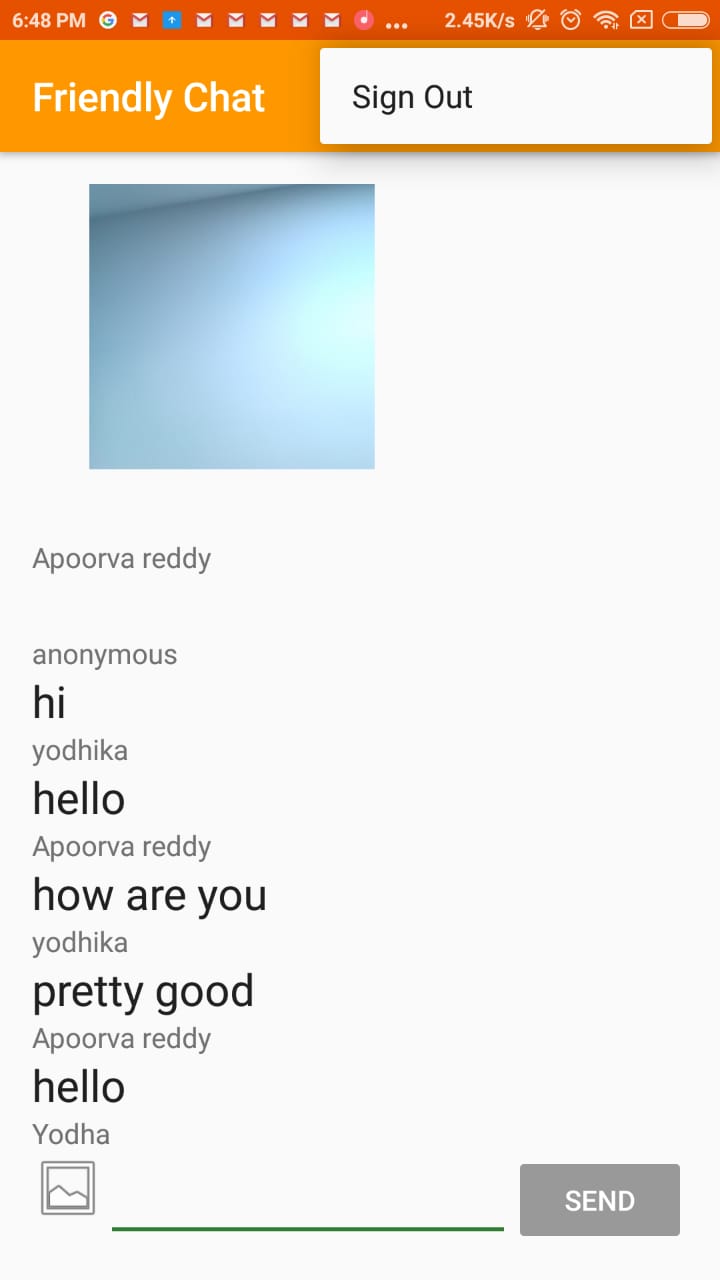 6:48 PM 2.45K/s
Friendly Chat
Sign Out
Apoorva reddy
anonymous
hi
yodhika
hello
Apoorva reddy
how are you
yodhika
pretty good
Apoorva reddy
hello
Yodha
SEND